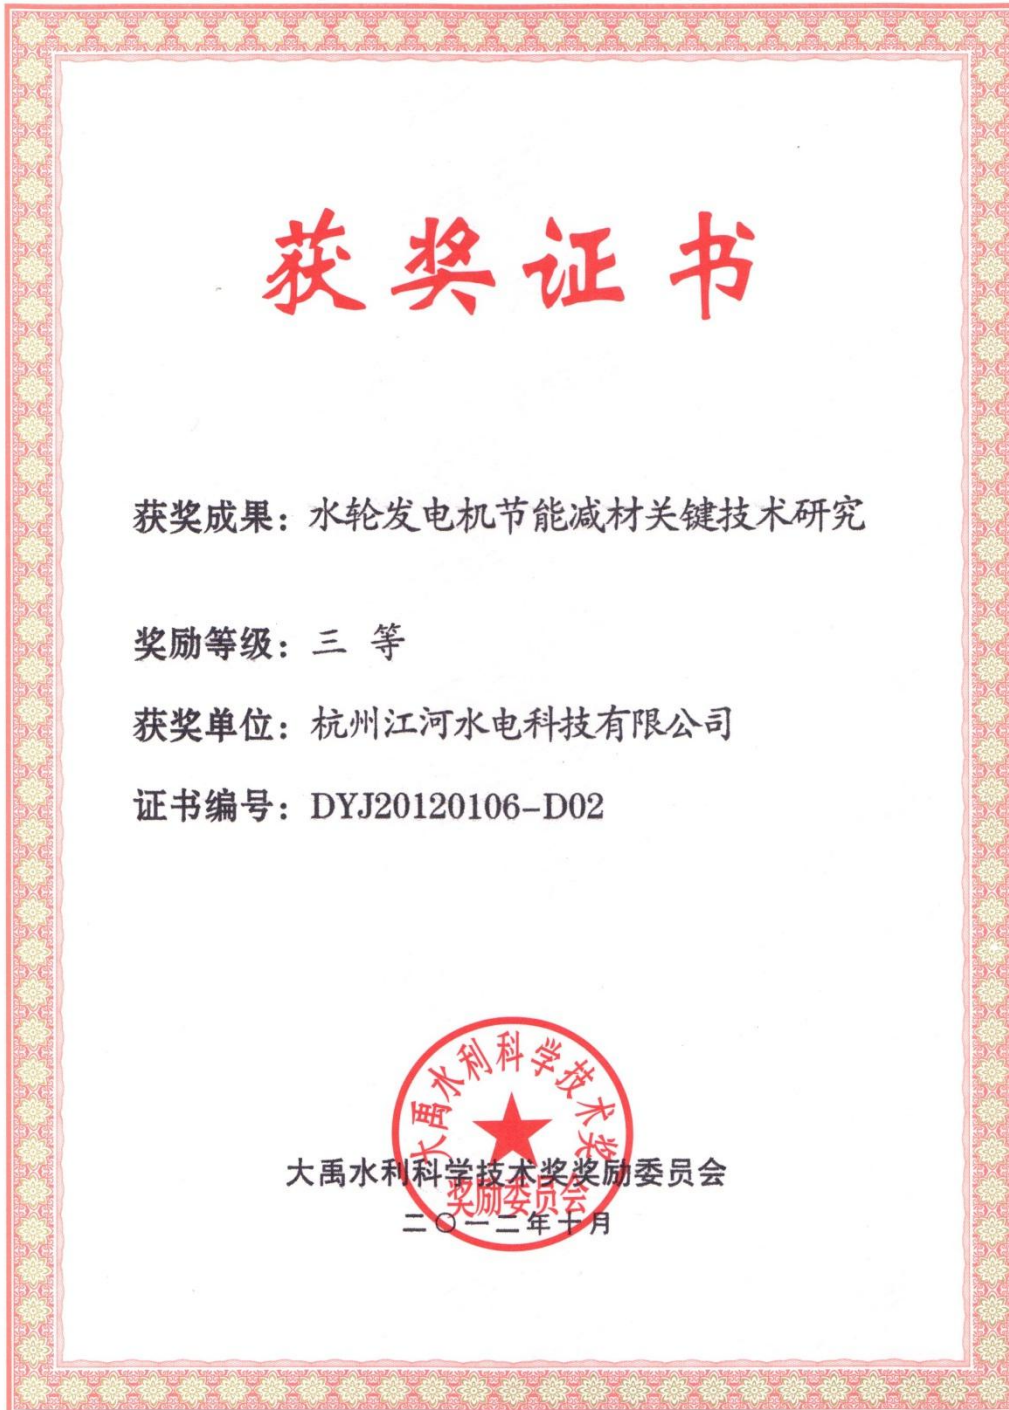 获奖证书
获奖成果：水轮发电机节能减材关键技术研究
奖励等级：三 等
获奖单位：杭州江河水电科技有限公司
证书编号：DYJ20120106-D02
大禹水利科学技术奖
奖励委员会
大禹水利科学技术奖奖励委员会
二〇一二年十月